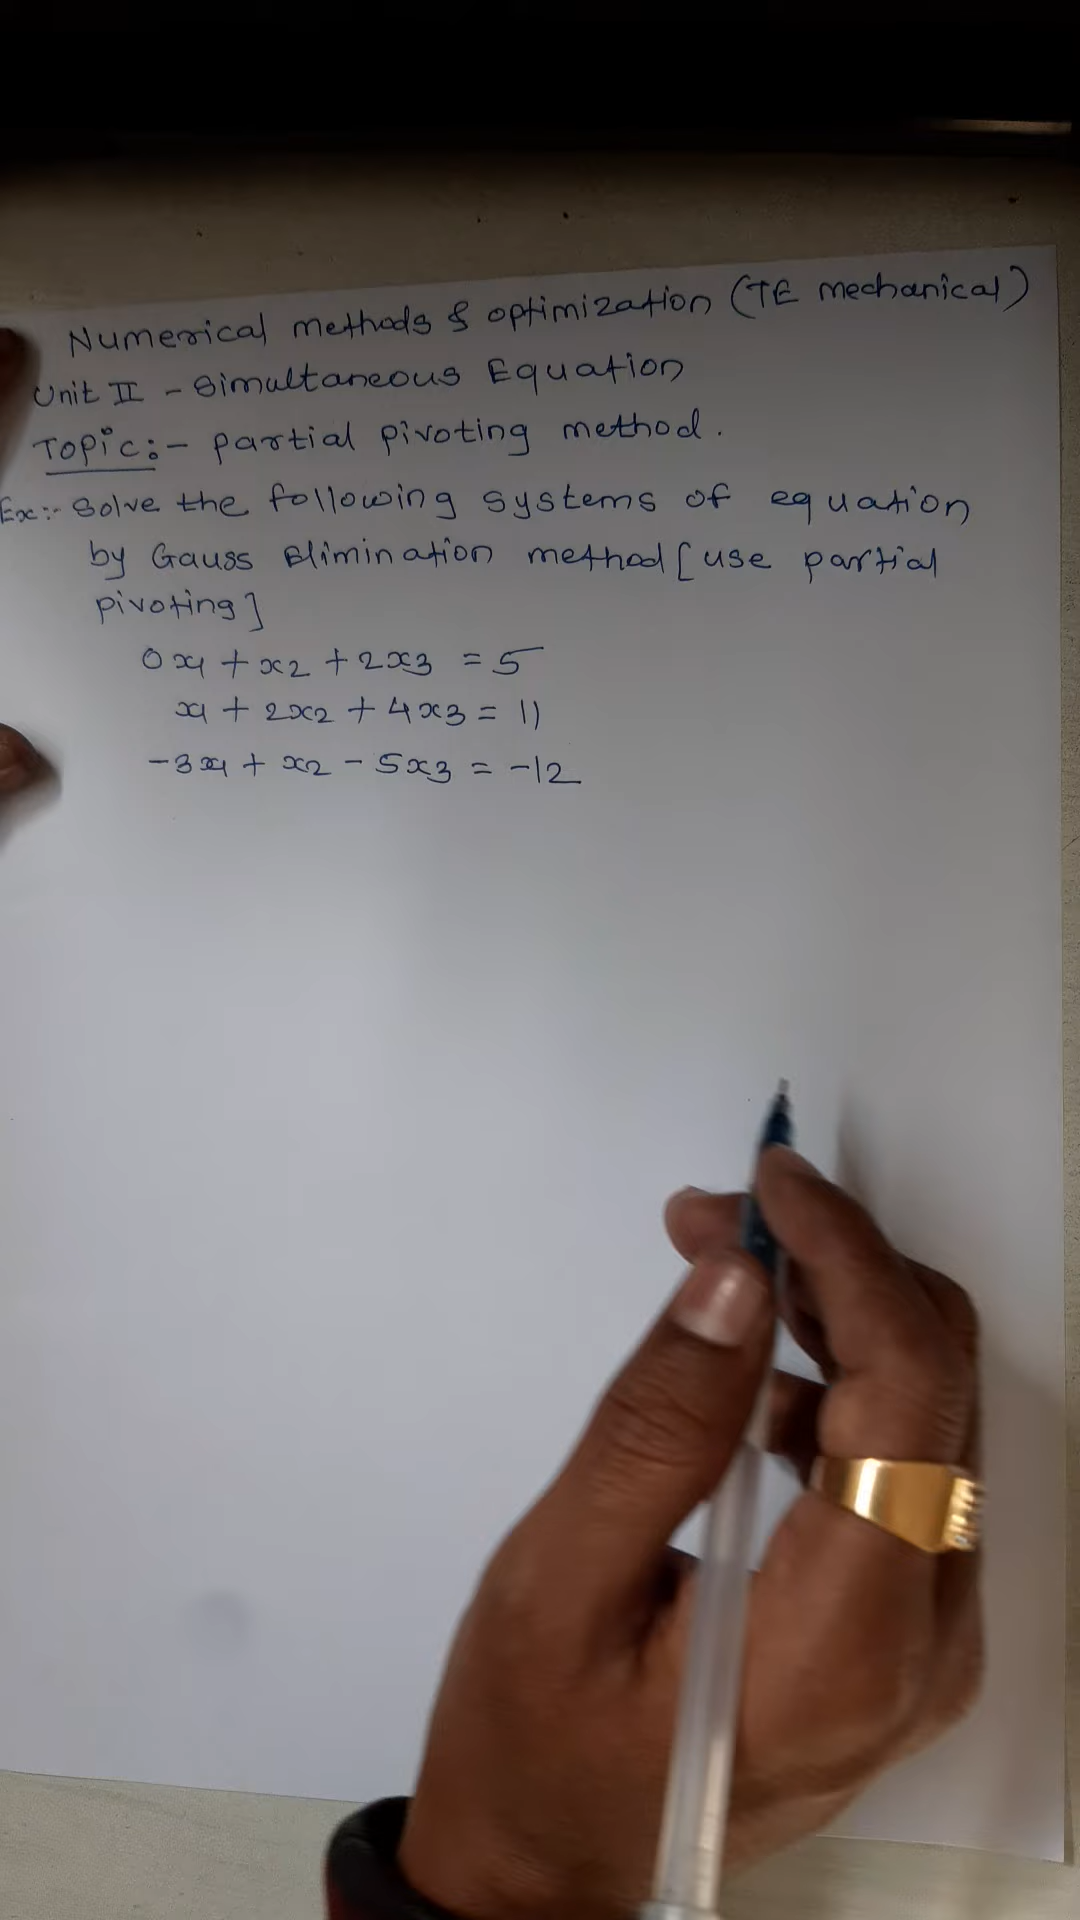 Numerical methods & optimization (TE mechanical)
Unit II - Simultaneous Equation
Topic:- partial pivoting method.
Ex:- Solve the following systems of equation
by Gauss Elimination method [use partial
pivoting]
0x1 + x2 + 2x3 = 5
x1 + 2x2 + 4x3 = 11
-3x1 + x2 - 5x3 = -12